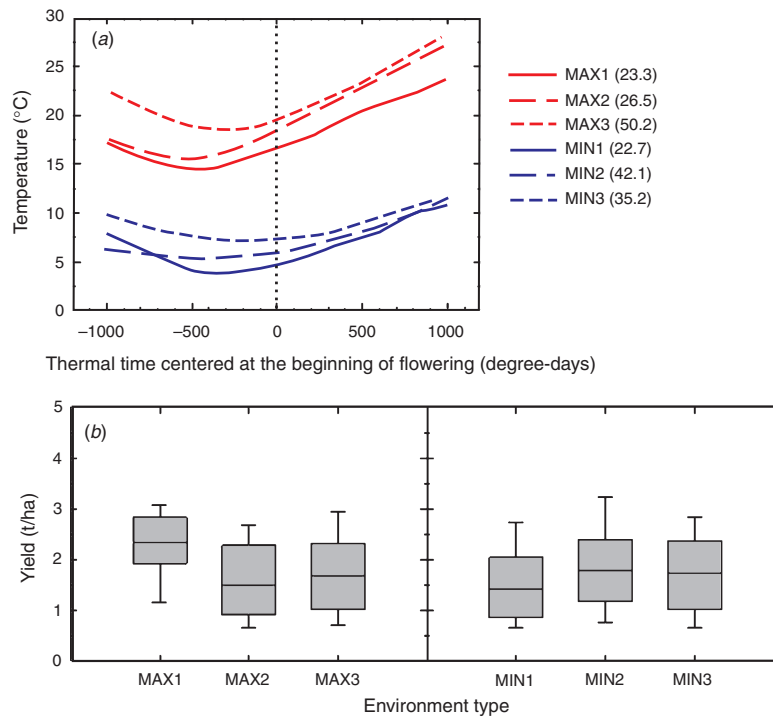 (a)
Temperature (°C)
30
25
20
15
10
5
0
–1000
–500
0
500
1000
Thermal time centered at the beginning of flowering (degree-days)
MAX1 (23.3)
MAX2 (26.5)
MAX3 (50.2)
MIN1 (22.7)
MIN2 (42.1)
MIN3 (35.2)
(b)
Yield (t/ha)
5
4
3
2
1
0
MAX1
MAX2
MAX3
MIN1
MIN2
MIN3
Environment type